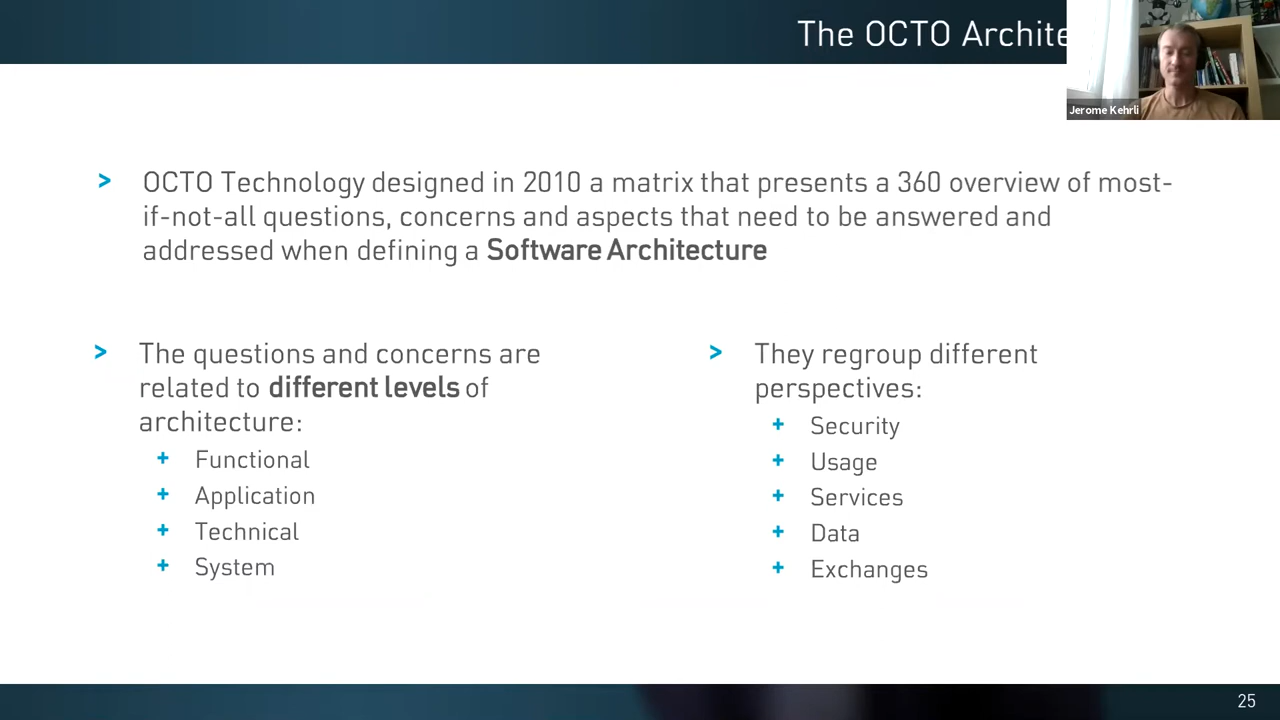 The OCTO Archite
Jerome Kehrli
> OCTO Technology designed in 2010 a matrix that presents a 360 overview of most-
if-not-all questions, concerns and aspects that need to be answered and
addressed when defining a Software Architecture
> The questions and concerns are
related to different levels of
architecture:
+ Functional
+ Application
+ Technical
+ System
> They regroup different
perspectives:
+ Security
+ Usage
+ Services
+ Data
+ Exchanges
25